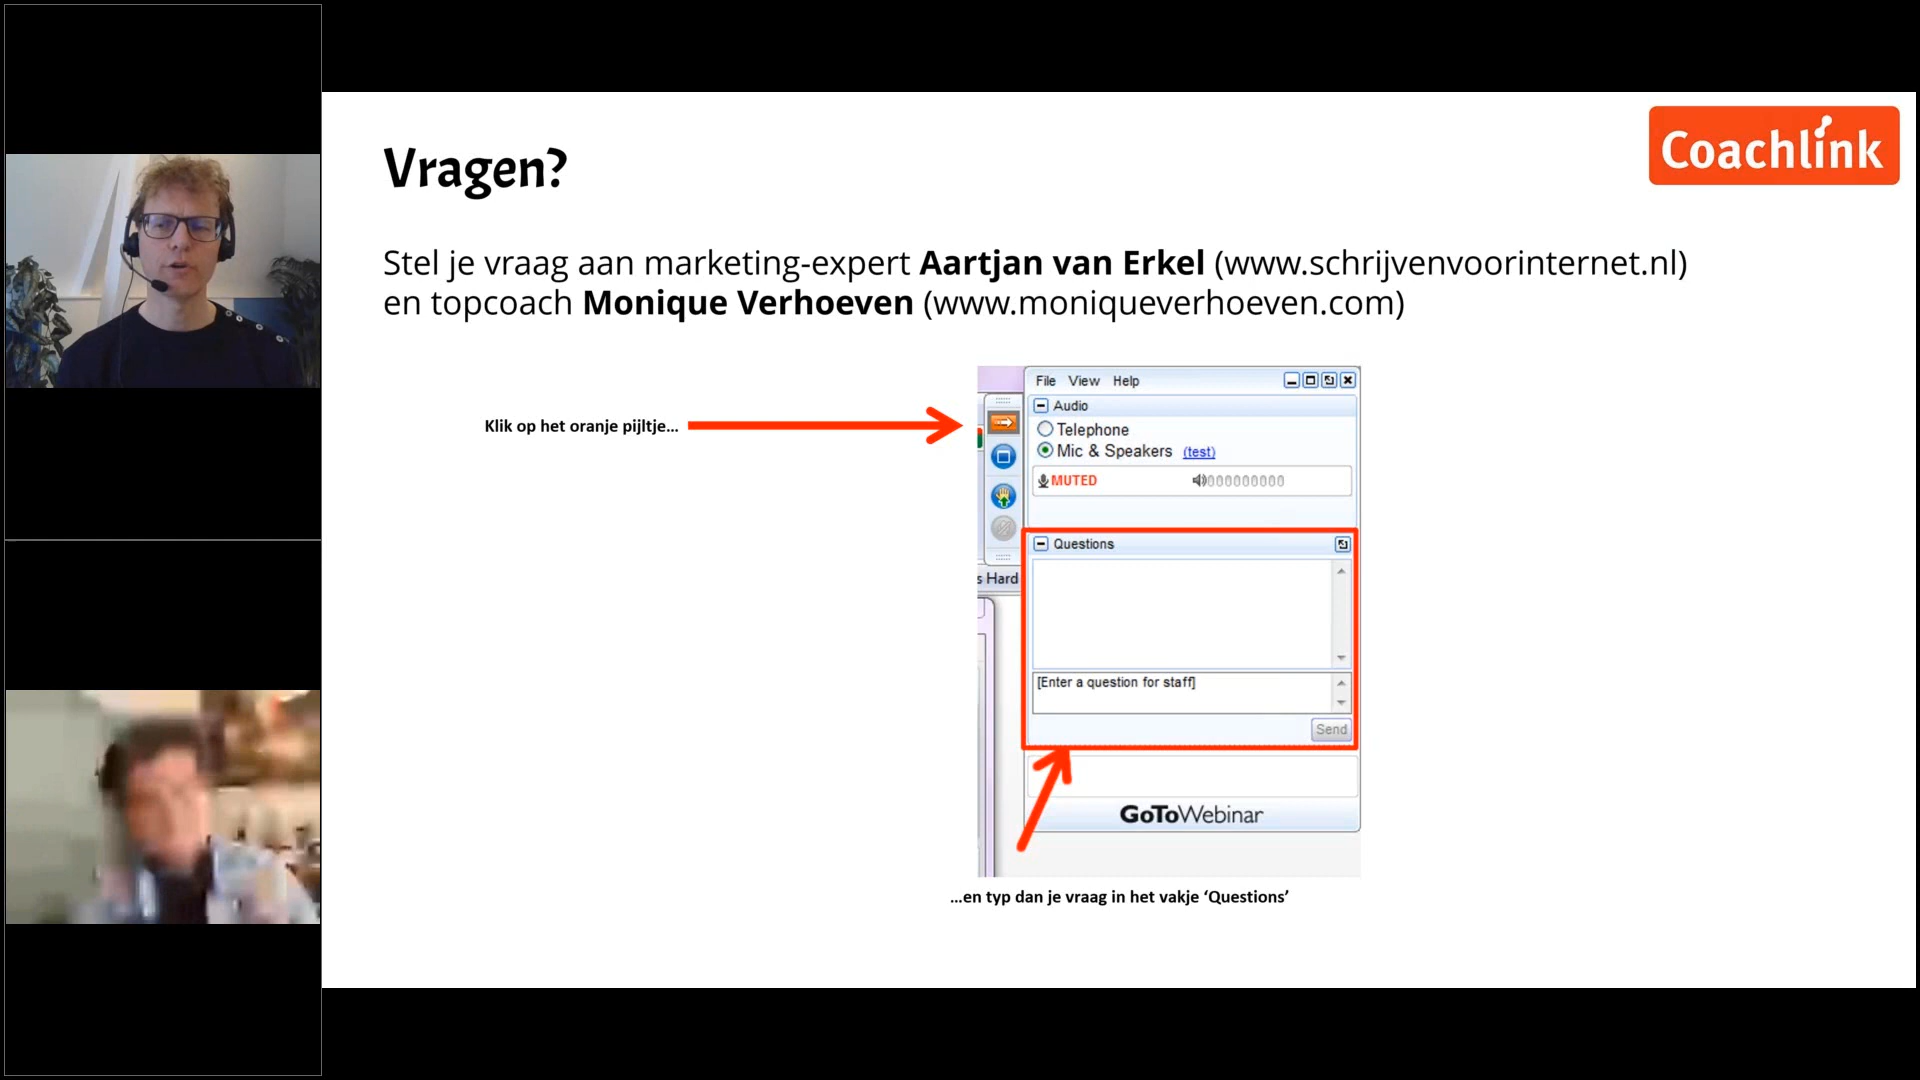 Coachlink
Vragen?
Stel je vraag aan marketing-expert Aartjan van Erkel (www.schrijvenvoorinternet.nl)
en topcoach Monique Verhoeven (www.moniqueverhoeven.com)
Klik op het oranje pijltje...
File View Help
Audio
Telephone
Mic & Speakers (test)
MUTED
Questions
s Hard
[Enter a question for staff]
Send
GoToWebinar
...en typ dan je vraag in het vakje ‘Questions’